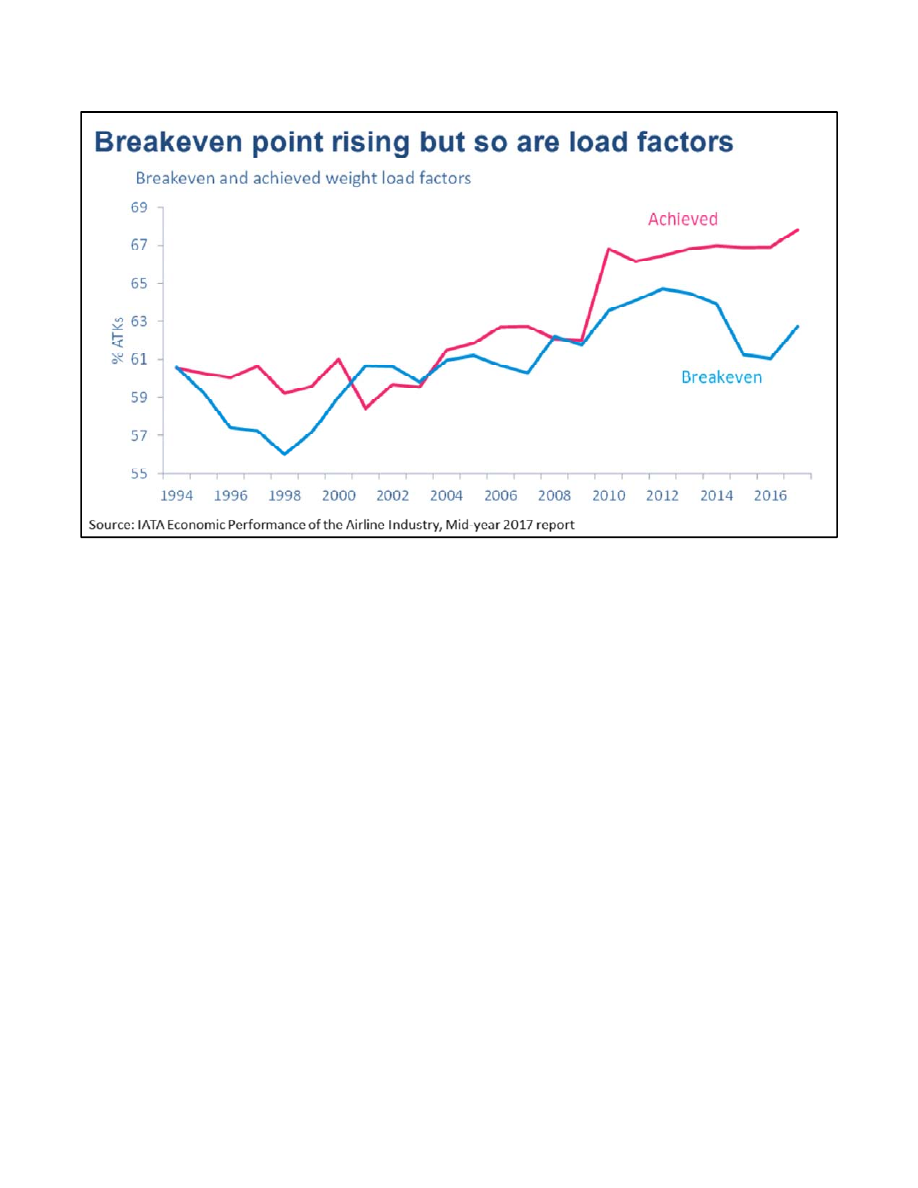 Breakeven point rising but so are load factors
Breakeven and achieved weight load factors
69
67
65
63
61
59
57
55
% ATKs
Achieved
Breakeven
1994 1996 1998 2000 2002 2004 2006 2008 2010 2012 2014 2016
Source: IATA Economic Performance of the Airline Industry, Mid-year 2017 report